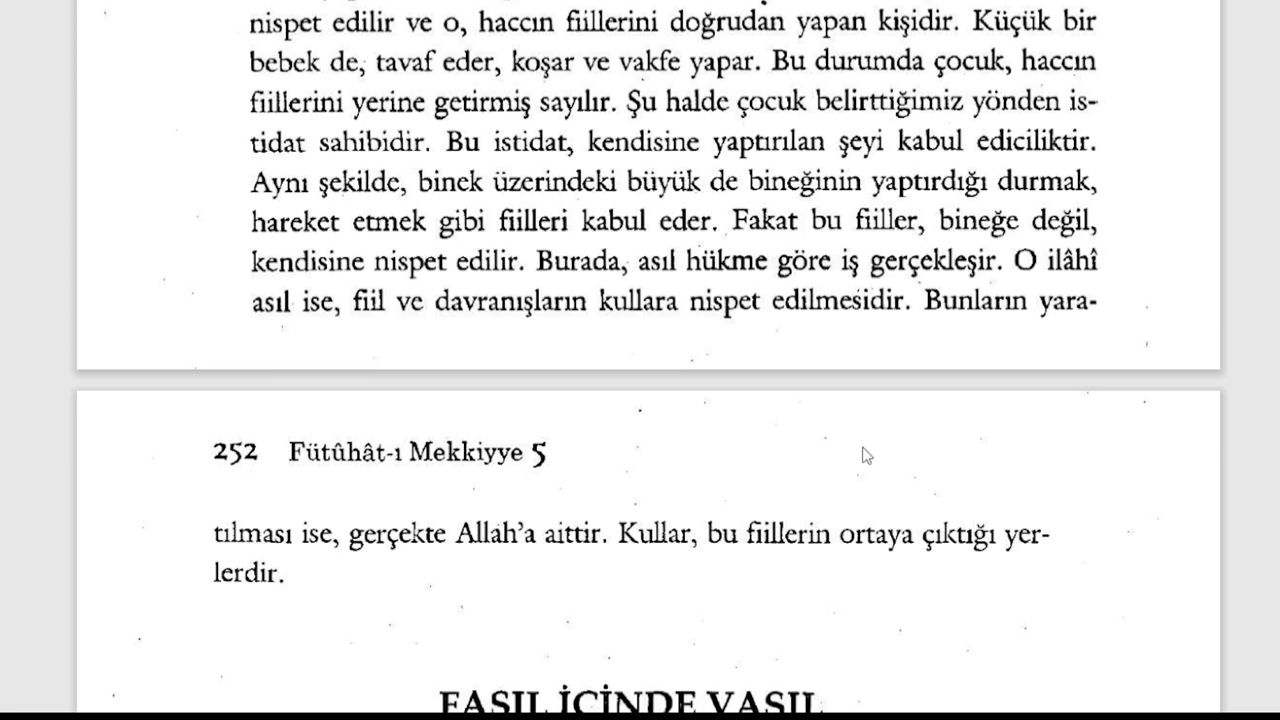 nispet edilir ve o, haccın fiillerini doğrudan yapan kişidir. Küçük bir
bebek de, tavaf eder, koşar ve vakfe yapar. Bu durumda çocuk, haccın
fiillerini yerine getirmiş sayılır. Şu halde çocuk belirttiğimiz yönden is-
tidat sahibidir. Bu istidat, kendisine yaptırılan şeyi kabul ediciliktir.
Aynı şekilde, binek üzerindeki büyük de bineğinin yaptırdığı durmak,
hareket etmek gibi fiilleri kabul eder. Fakat bu fiiller, bineğe değil,
kendisine nispet edilir. Burada, asıl hükme göre iş gerçekleşir. O ilâhî
asıl ise, fiil ve davranışların kullara nispet edilmesidir. Bunların yara-
252 Fütûhât-ı Mekkiyye 5
tılması ise, gerçekte Allah'a aittir. Kullar, bu fiillerin ortaya çıktığı yer-
lerdir.
FASIL İÇİNDE VASIL